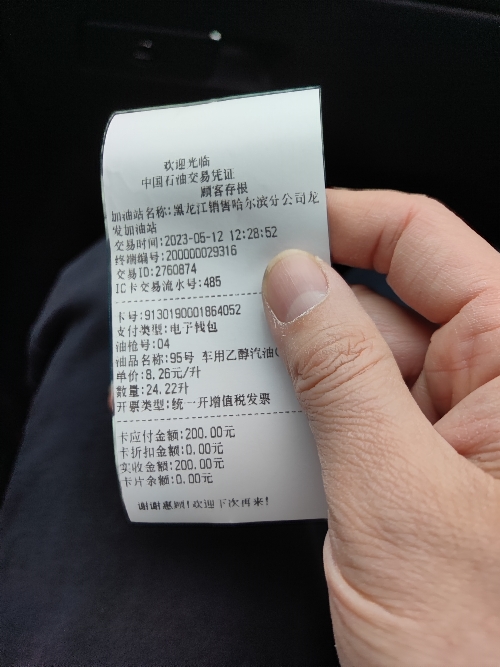 欢迎光临
中国石油交易凭证
顾客存根
加油站名称:黑龙江销售哈尔滨分公司龙
发加油站
交易时间:2023-05-12 12:28:52
终端编号:200000029316
交易ID:2760874
IC卡交易流水号:485
卡号:9130190001864052
支付类型:电子钱包
油枪号:04
油品名称:95号 车用乙醇汽油(
单价:8.26元/升
数量:24.22升
开票类型:统一开增值税发票
卡应付金额:200.00元
卡折扣金额:0.00元
实收金额:200.00元
卡片余额:0.00元
谢谢惠顾!欢迎下次再来!